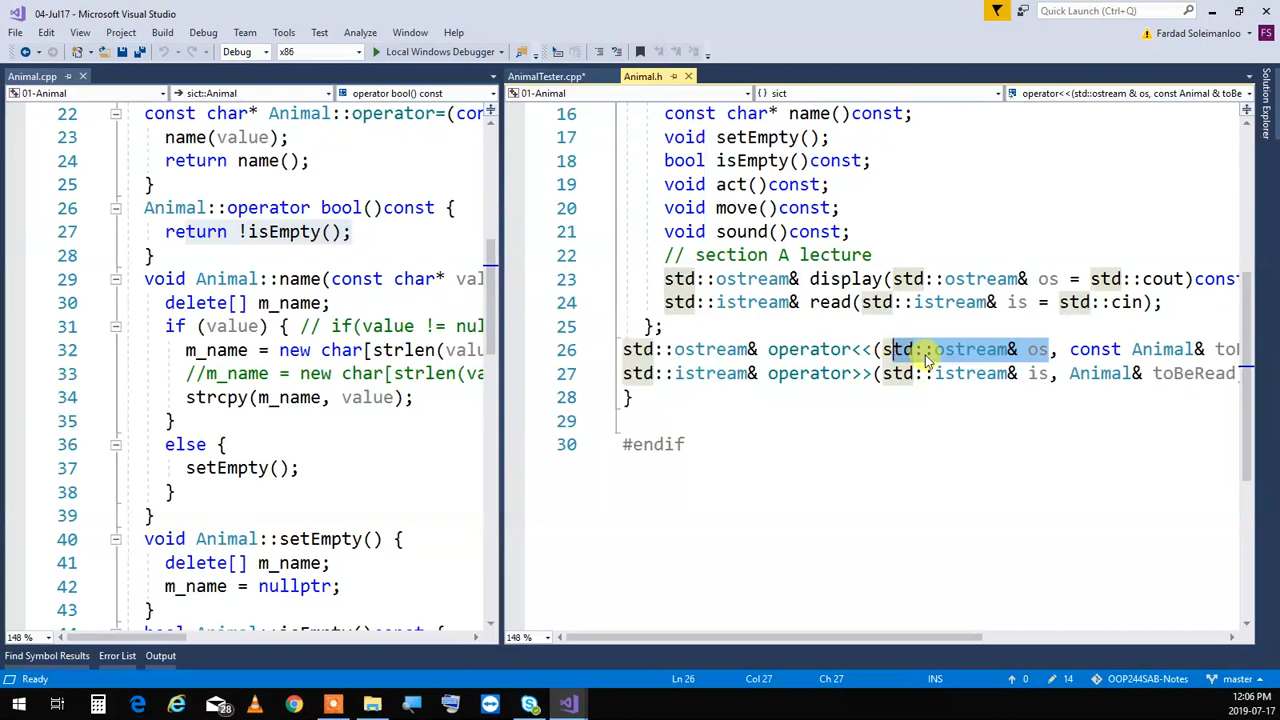 04-Jul17 - Microsoft Visual Studio
Quick Launch (Ctrl+Q)
File Edit View Project Build Debug Team Tools Test Analyze Window Help
Fardad Soleimanloo
FS
Debug x86 Local Windows Debugger
Animal.cpp
AnimalTester.cpp* Animal.h
01-Animal sict::Animal operator bool() const
01-Animal sict operator<<(std::ostream & os, const Animal & toBe
Solution Explorer
22 const char* Animal::operator=(con
23 name(value);
24 return name();
25 }
26 Animal::operator bool()const {
27 return !isEmpty();
28 }
29 void Animal::name(const char* val
30 delete[] m_name;
31 if (value) { // if(value != nul
32 m_name = new char[strlen(valu
33 //m_name = new char[strlen(va
34 strcpy(m_name, value);
35 }
36 else {
37 setEmpty();
38 }
39 }
40 void Animal::setEmpty() {
41 delete[] m_name;
42 m_name = nullptr;
43 }
bool Animal::isEmpty()const {
16 const char* name()const;
17 void setEmpty();
18 bool isEmpty()const;
19 void act()const;
20 void move()const;
21 void sound()const;
22 // section A lecture
23 std::ostream& display(std::ostream& os = std::cout)const
24 std::istream& read(std::istream& is = std::cin);
25 };
26 std::ostream& operator<<(std::ostream& os, const Animal& tob
27 std::istream& operator>>(std::istream& is, Animal& toBeRead
28 }
29
30 #endif
148 %
148 %
Find Symbol Results Error List Output
Ready Ln 26 Col 27 Ch 27 INS 0 14 OOP244SAB-Notes master
28
12:06 PM
2019-07-17